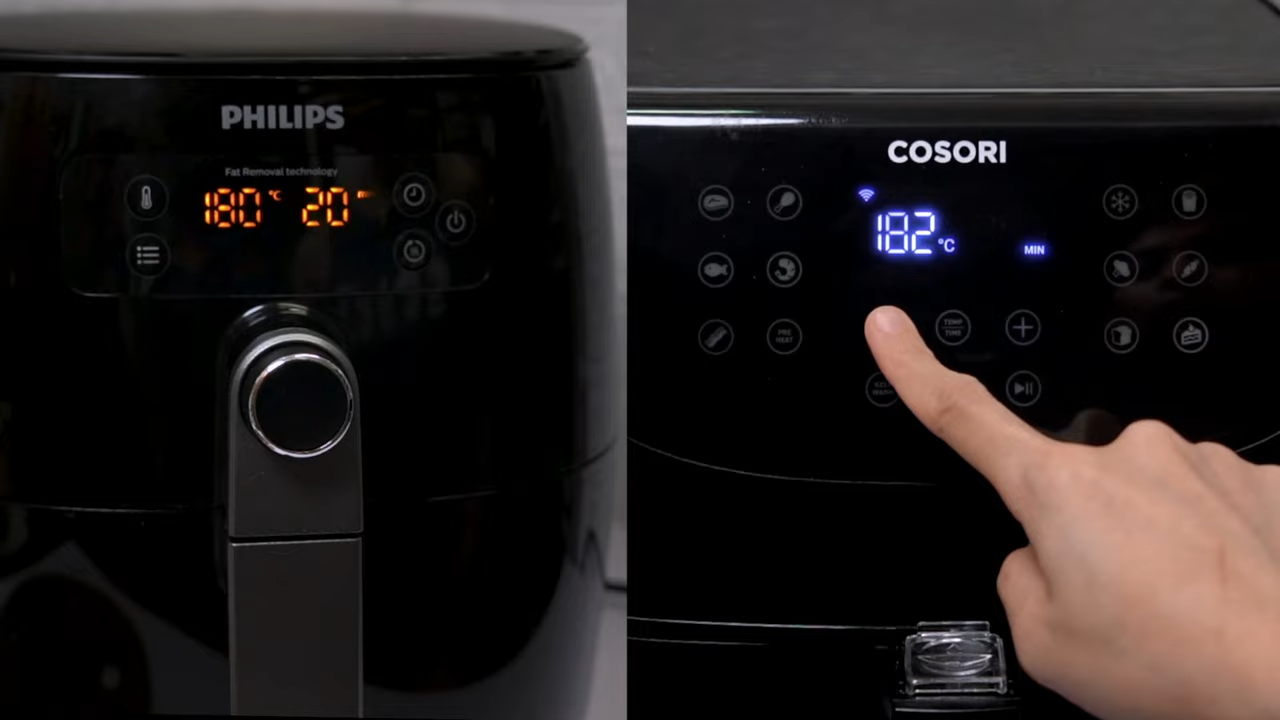 PHILIPS
Fat Removal technology
180 °C 20
COSORI
182 °C MIN
TEMP
TIME
PRE
HEAT